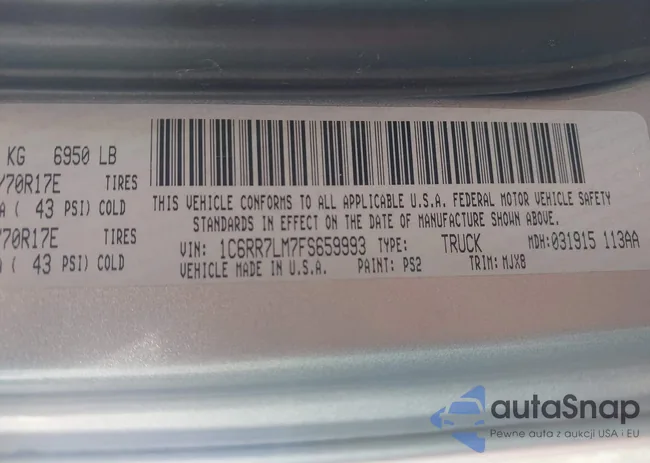 KG 6950 LB
/70R17E TIRES
A ( 43 PSI) COLD
/70R17E TIRES
A ( 43 PSI) COLD
THIS VEHICLE CONFORMS TO ALL APPLICABLE U.S.A. FEDERAL MOTOR VEHICLE SAFETY
STANDARDS IN EFFECT ON THE DATE OF MANUFACTURE SHOWN ABOVE.
VIN: 1C6RR7LM7FS659993 TYPE: TRUCK MDH: 031915 113AA
VEHICLE MADE IN U.S.A. PAINT: PS2 TRIM: MJX8
autoSnap
Pewne auta z aukcji USA i EU